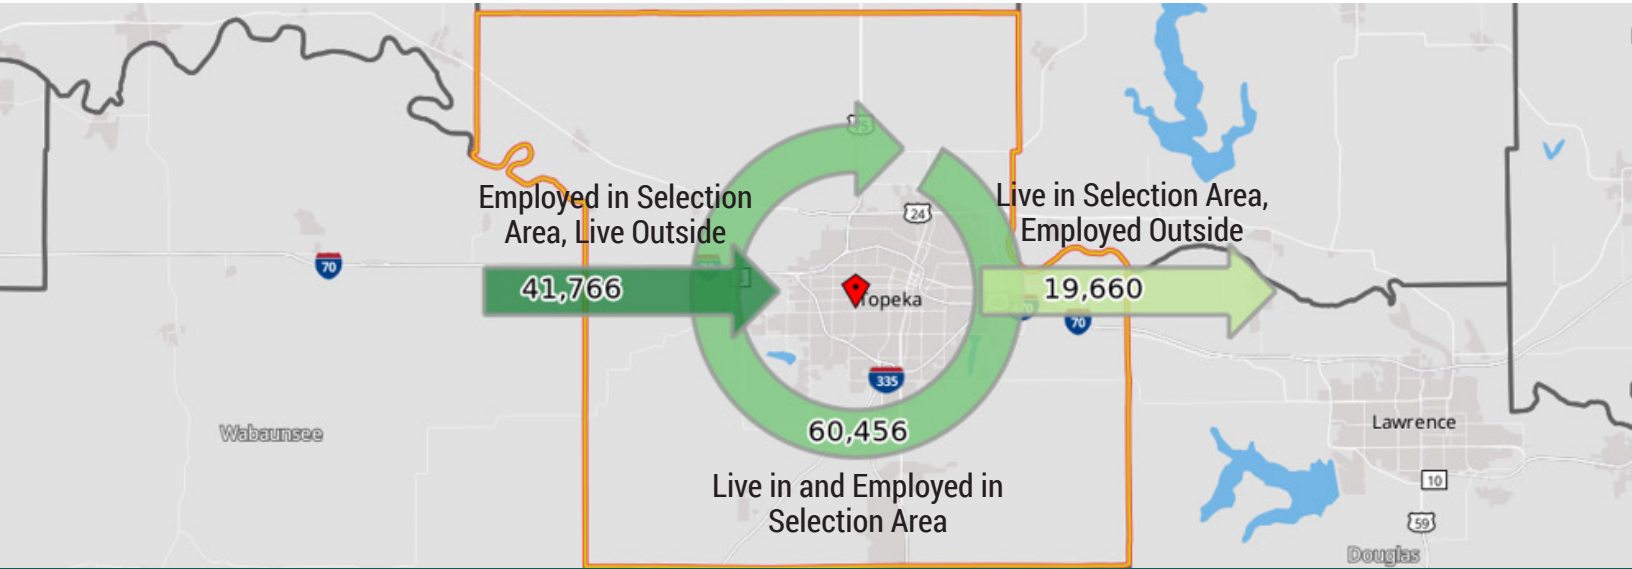 75
Employed in Selection
Area, Live Outside
Live in Selection Area,
Employed Outside
24
70
41,766
19,660
Topeka
70
335
Lawrence
60,456
Wabaunsee
Live in and Employed in
Selection Area
10
59
Douglas